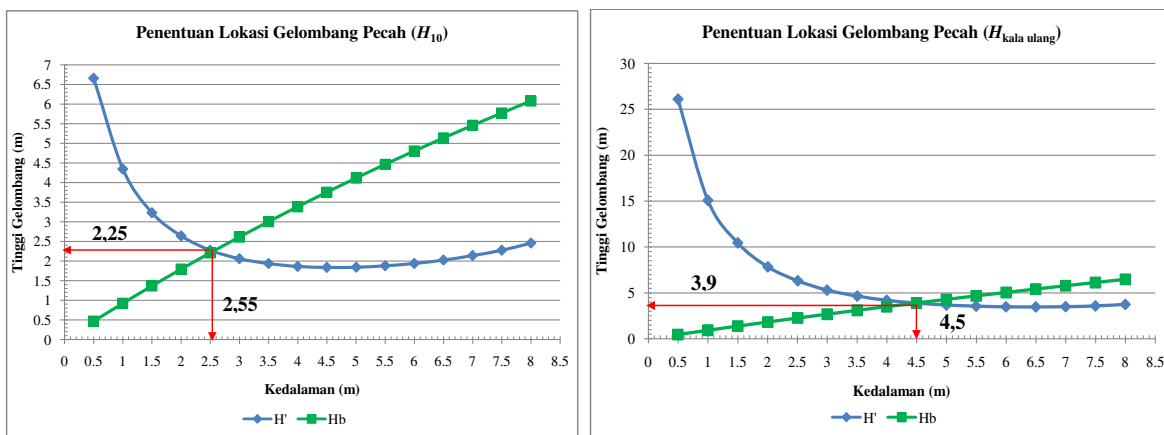 Penentuan Lokasi Gelombang Pecah (H10)
Tinggi Gelombang (m)
7
6.5
6
5.5
5
4.5
4
3.5
3
2.5
2
1.5
1
0.5
0
2,25
2,55
0 0.5 1 1.5 2 2.5 3 3.5 4 4.5 5 5.5 6 6.5 7 7.5 8 8.5
Kedalaman (m)
H' Hb
Penentuan Lokasi Gelombang Pecah (Hkala ulang)
Tinggi Gelombang (m)
30
25
20
15
10
5
0
3,9
4,5
0 0.5 1 1.5 2 2.5 3 3.5 4 4.5 5 5.5 6 6.5 7 7.5 8 8.5
Kedalaman (m)
H' Hb